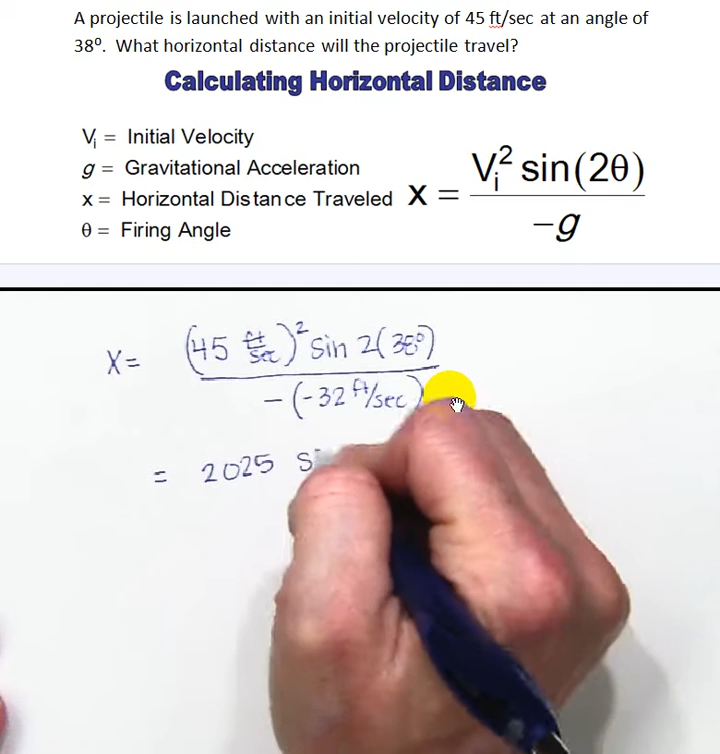 A projectile is launched with an initial velocity of 45 ft/sec at an angle of
38º. What horizontal distance will the projectile travel?
Calculating Horizontal Distance
Vi = Initial Velocity
g = Gravitational Acceleration
x = Horizontal Distance Traveled
θ = Firing Angle
x = Vi² sin(2θ) / -g
X = (45 ft/sec)² sin 2(38°) / -(-32 ft/sec)
= 2025 s